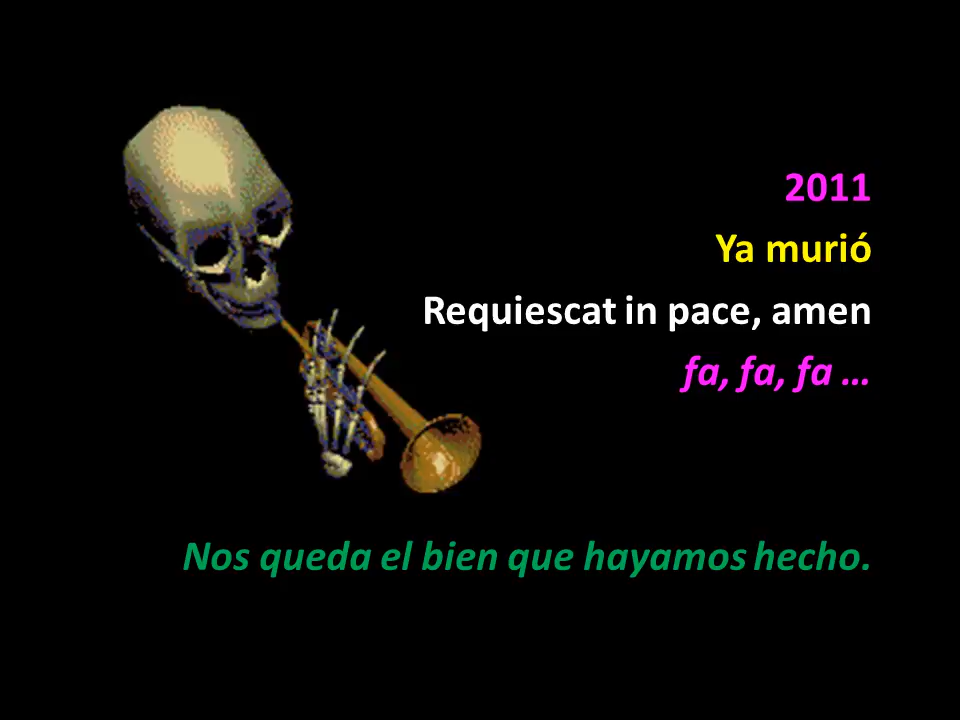 2011
Ya murió
Requiescat in pace, amen
fa, fa, fa …
Nos queda el bien que hayamos hecho.